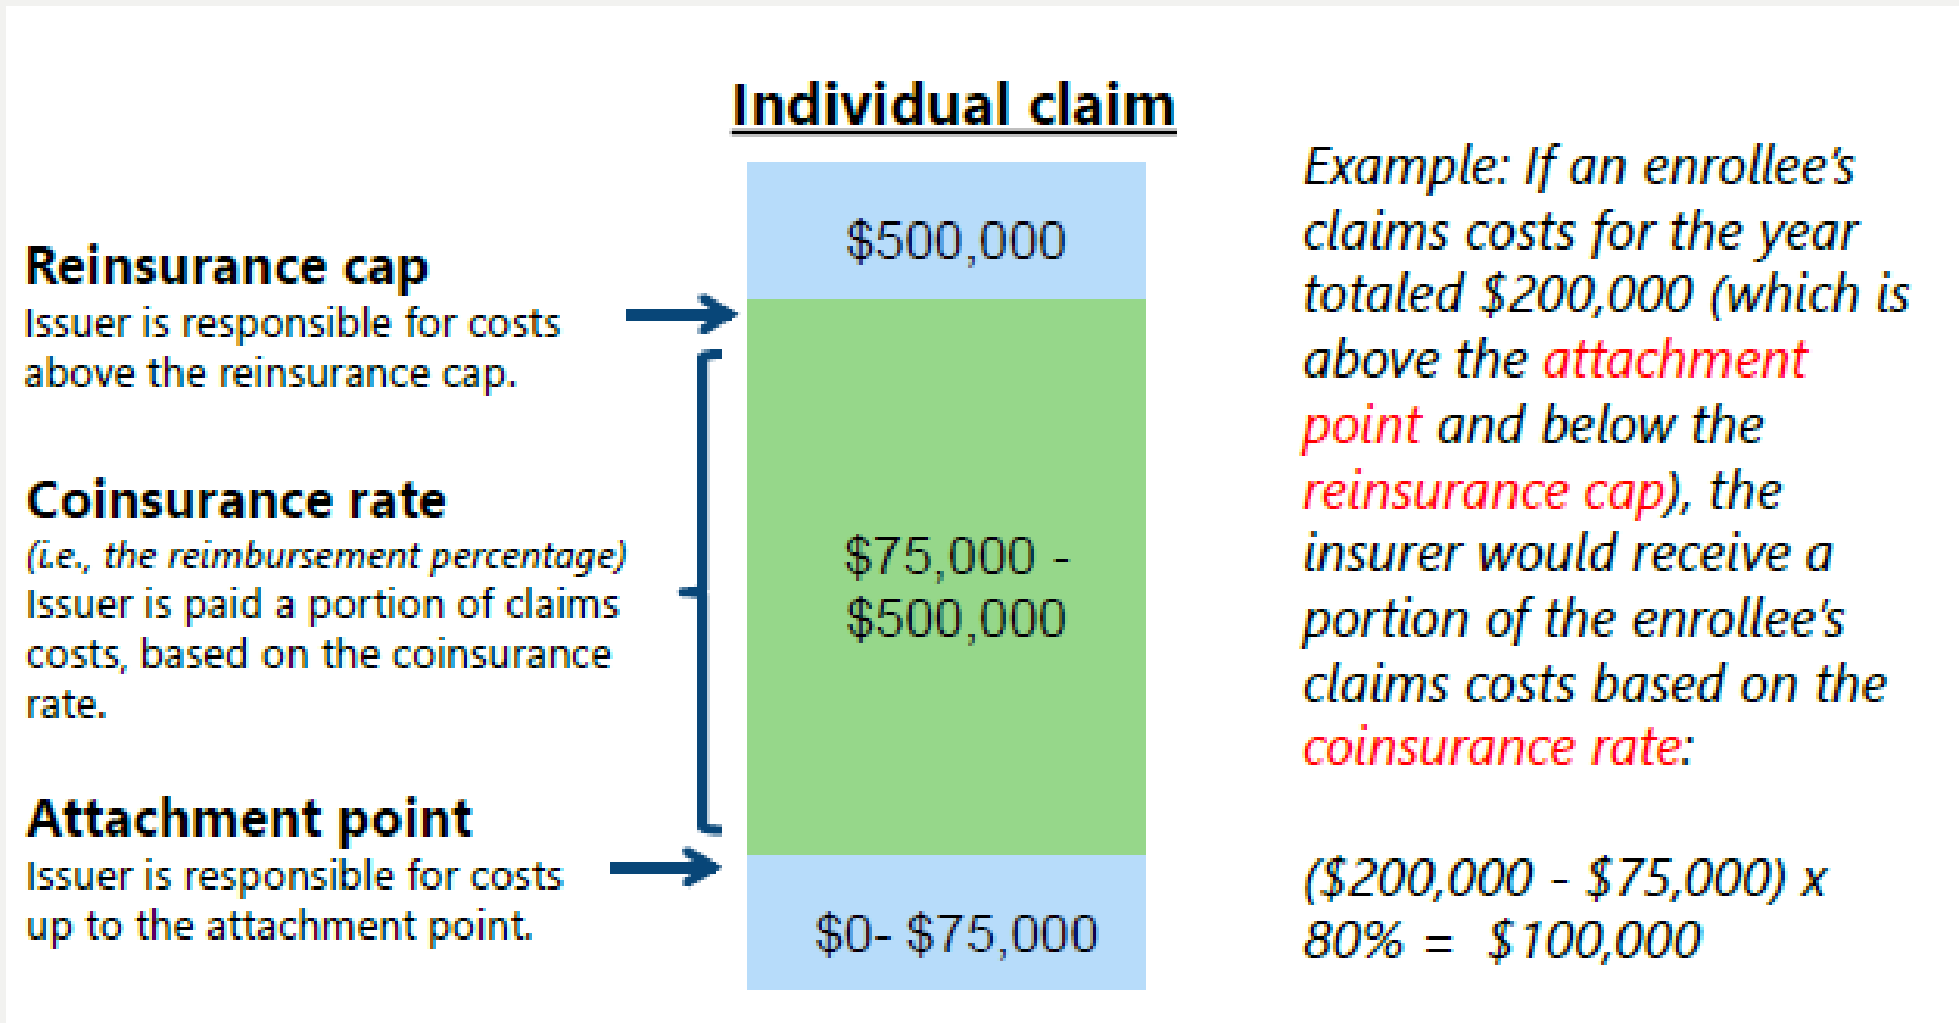 Individual claim
Reinsurance cap
Issuer is responsible for costs
above the reinsurance cap.
Coinsurance rate
(i.e., the reimbursement percentage)
Issuer is paid a portion of claims
costs, based on the coinsurance
rate.
Attachment point
Issuer is responsible for costs
up to the attachment point.
$500,000
$75,000 -
$500,000
$0- $75,000
Example: If an enrollee's
claims costs for the year
totaled $200,000 (which is
above the attachment
point and below the
reinsurance cap), the
insurer would receive a
portion of the enrollee's
claims costs based on the
coinsurance rate:
($200,000 - $75,000) x
80% = $100,000